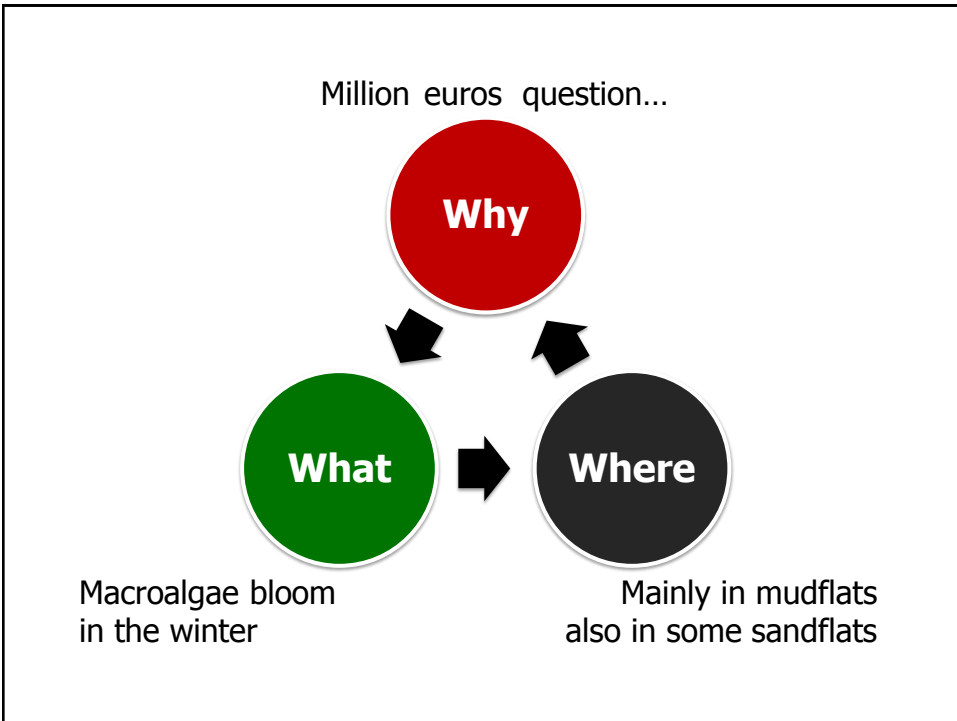 Million euros question…
Why
What
Where
Macroalgae bloom
in the winter
Mainly in mudflats
also in some sandflats